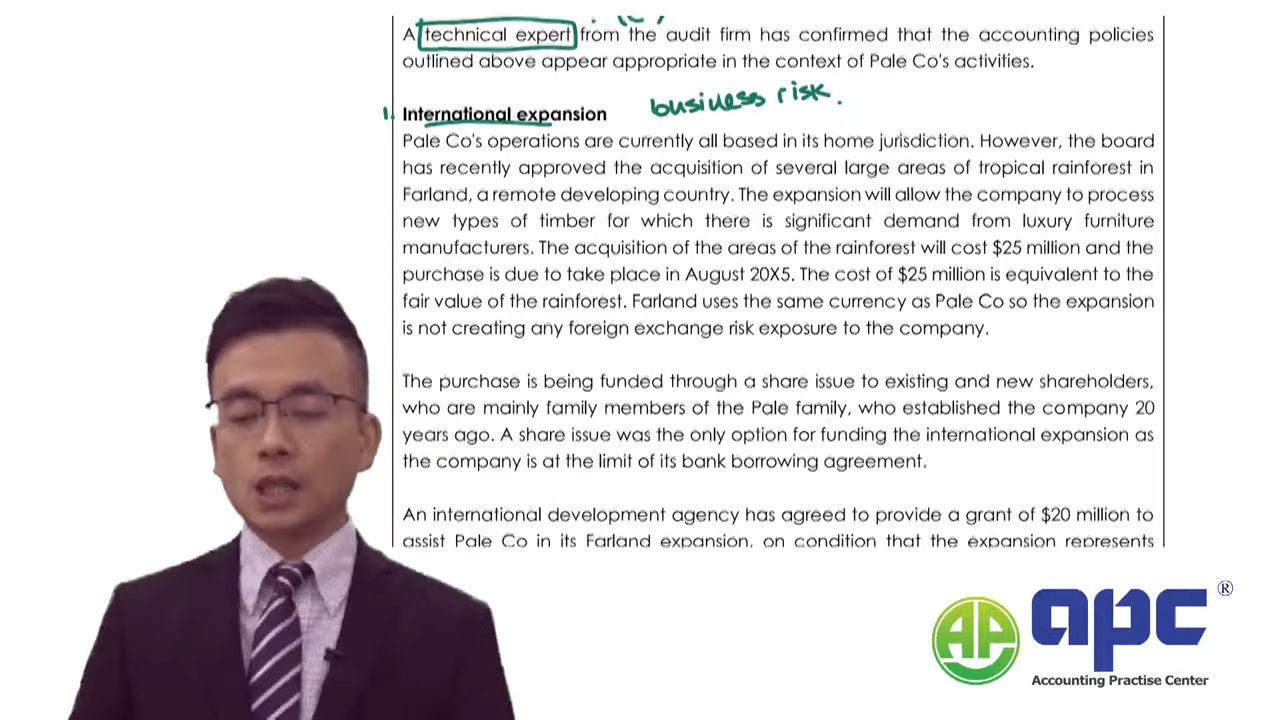 A technical expert from the audit firm has confirmed that the accounting policies
outlined above appear appropriate in the context of Pale Co's activities.
1. International expansion business risk.
Pale Co's operations are currently all based in its home jurisdiction. However, the board
has recently approved the acquisition of several large areas of tropical rainforest in
Farland, a remote developing country. The expansion will allow the company to process
new types of timber for which there is significant demand from luxury furniture
manufacturers. The acquisition of the areas of the rainforest will cost $25 million and the
purchase is due to take place in August 20X5. The cost of $25 million is equivalent to the
fair value of the rainforest. Farland uses the same currency as Pale Co so the expansion
is not creating any foreign exchange risk exposure to the company.
The purchase is being funded through a share issue to existing and new shareholders,
who are mainly family members of the Pale family, who established the company 20
years ago. A share issue was the only option for funding the international expansion as
the company is at the limit of its bank borrowing agreement.
An international development agency has agreed to provide a grant of $20 million to
assist Pale Co in its Farland expansion, on condition that the expansion represents
AP apc ®
Accounting Practise Center